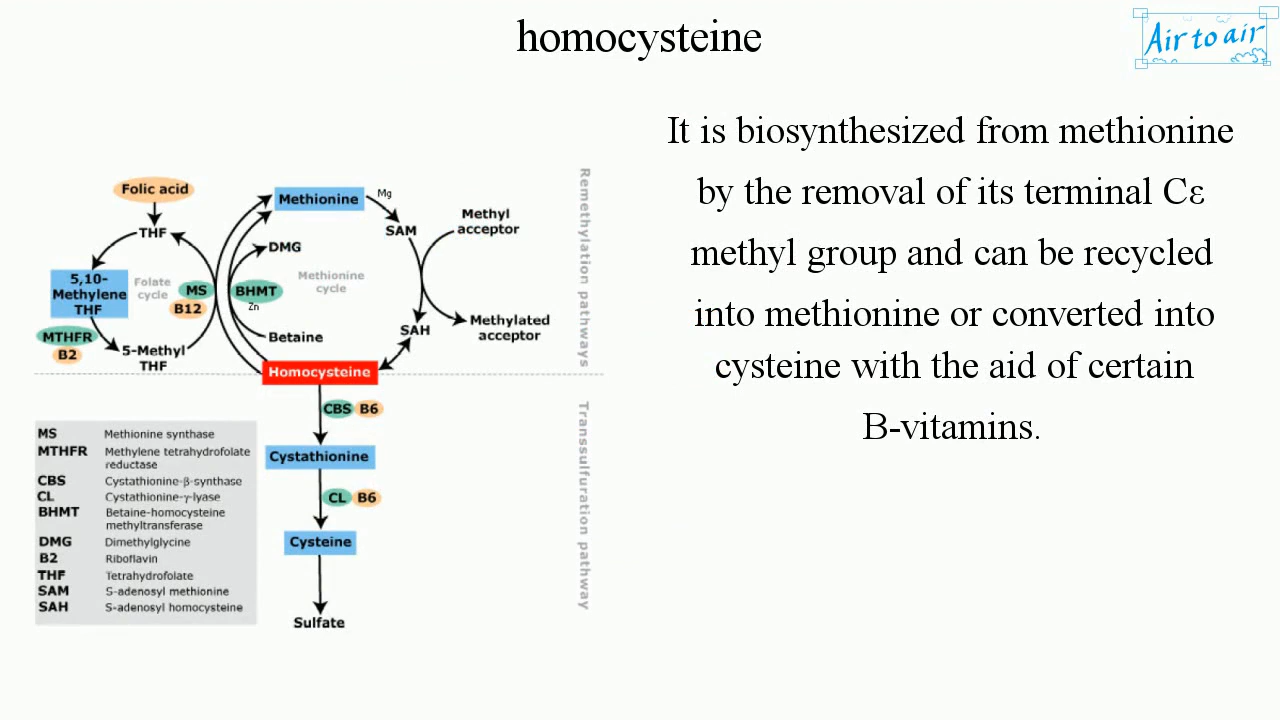 homocysteine
Air to air
It is biosynthesized from methionine
by the removal of its terminal Cε
methyl group and can be recycled
into methionine or converted into
cysteine with the aid of certain
B-vitamins.
Folic acid
THF
5,10-
Methylene
THF
Folate
cycle
MS
B12
MTHFR
B2
5-Methyl
THF
Methionine
Mg
SAM
Methyl
acceptor
DMG
Methionine
cycle
BHMT
Zn
Betaine
SAH
Methylated
acceptor
Homocysteine
Remethylation pathways
CBS B6
Cystathionine
CL B6
Cysteine
Sulfate
Transsulfuration pathway
MS Methionine synthase
MTHFR Methylene tetrahydrofolate
reductase
CBS Cystathionine-β-synthase
CL Cystathionine-γ-lyase
BHMT Betaine-homocysteine
methyltransferase
DMG Dimethylglycine
B2 Riboflavin
THF Tetrahydrofolate
SAM S-adenosyl methionine
SAH S-adenosyl homocysteine